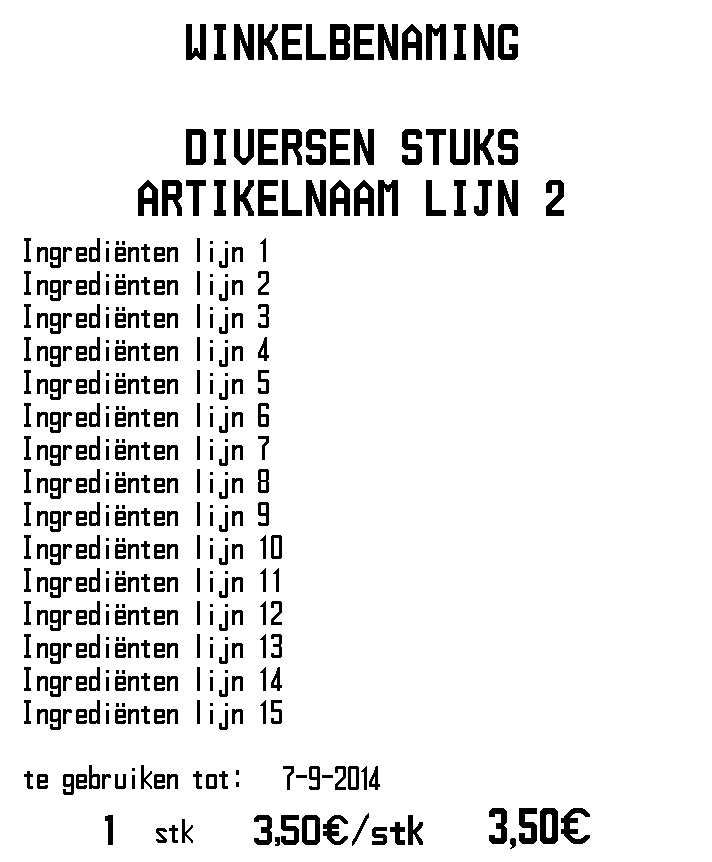 WINKELBENAMING
DIVERSEN STUKS
ARTIKELNAAM LIJN 2
Ingrediënten lijn 1
Ingrediënten lijn 2
Ingrediënten lijn 3
Ingrediënten lijn 4
Ingrediënten lijn 5
Ingrediënten lijn 6
Ingrediënten lijn 7
Ingrediënten lijn 8
Ingrediënten lijn 9
Ingrediënten lijn 10
Ingrediënten lijn 11
Ingrediënten lijn 12
Ingrediënten lijn 13
Ingrediënten lijn 14
Ingrediënten lijn 15
te gebruiken tot: 7-9-2014
1 stk 3,50€/stk 3,50€